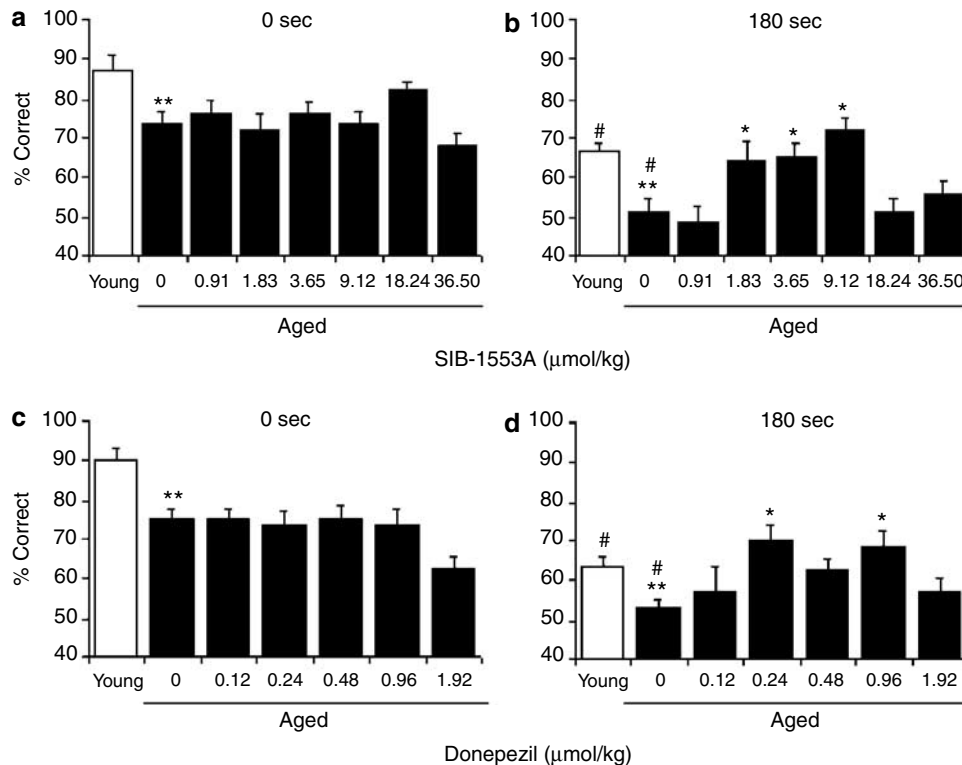 a
0 sec
% Correct
100
90
80
70
60
50
40
**
Young 0 0.91 1.83 3.65 9.12 18.24 36.50
Aged
b
180 sec
100
90
80
70
60
50
40
#
#
**
*
*
*
Young 0 0.91 1.83 3.65 9.12 18.24 36.50
Aged
SIB-1553A (μmol/kg)
c
0 sec
% Correct
100
90
80
70
60
50
40
**
Young 0 0.12 0.24 0.48 0.96 1.92
Aged
d
180 sec
100
90
80
70
60
50
40
#
#
**
*
*
Young 0 0.12 0.24 0.48 0.96 1.92
Aged
Donepezil (μmol/kg)